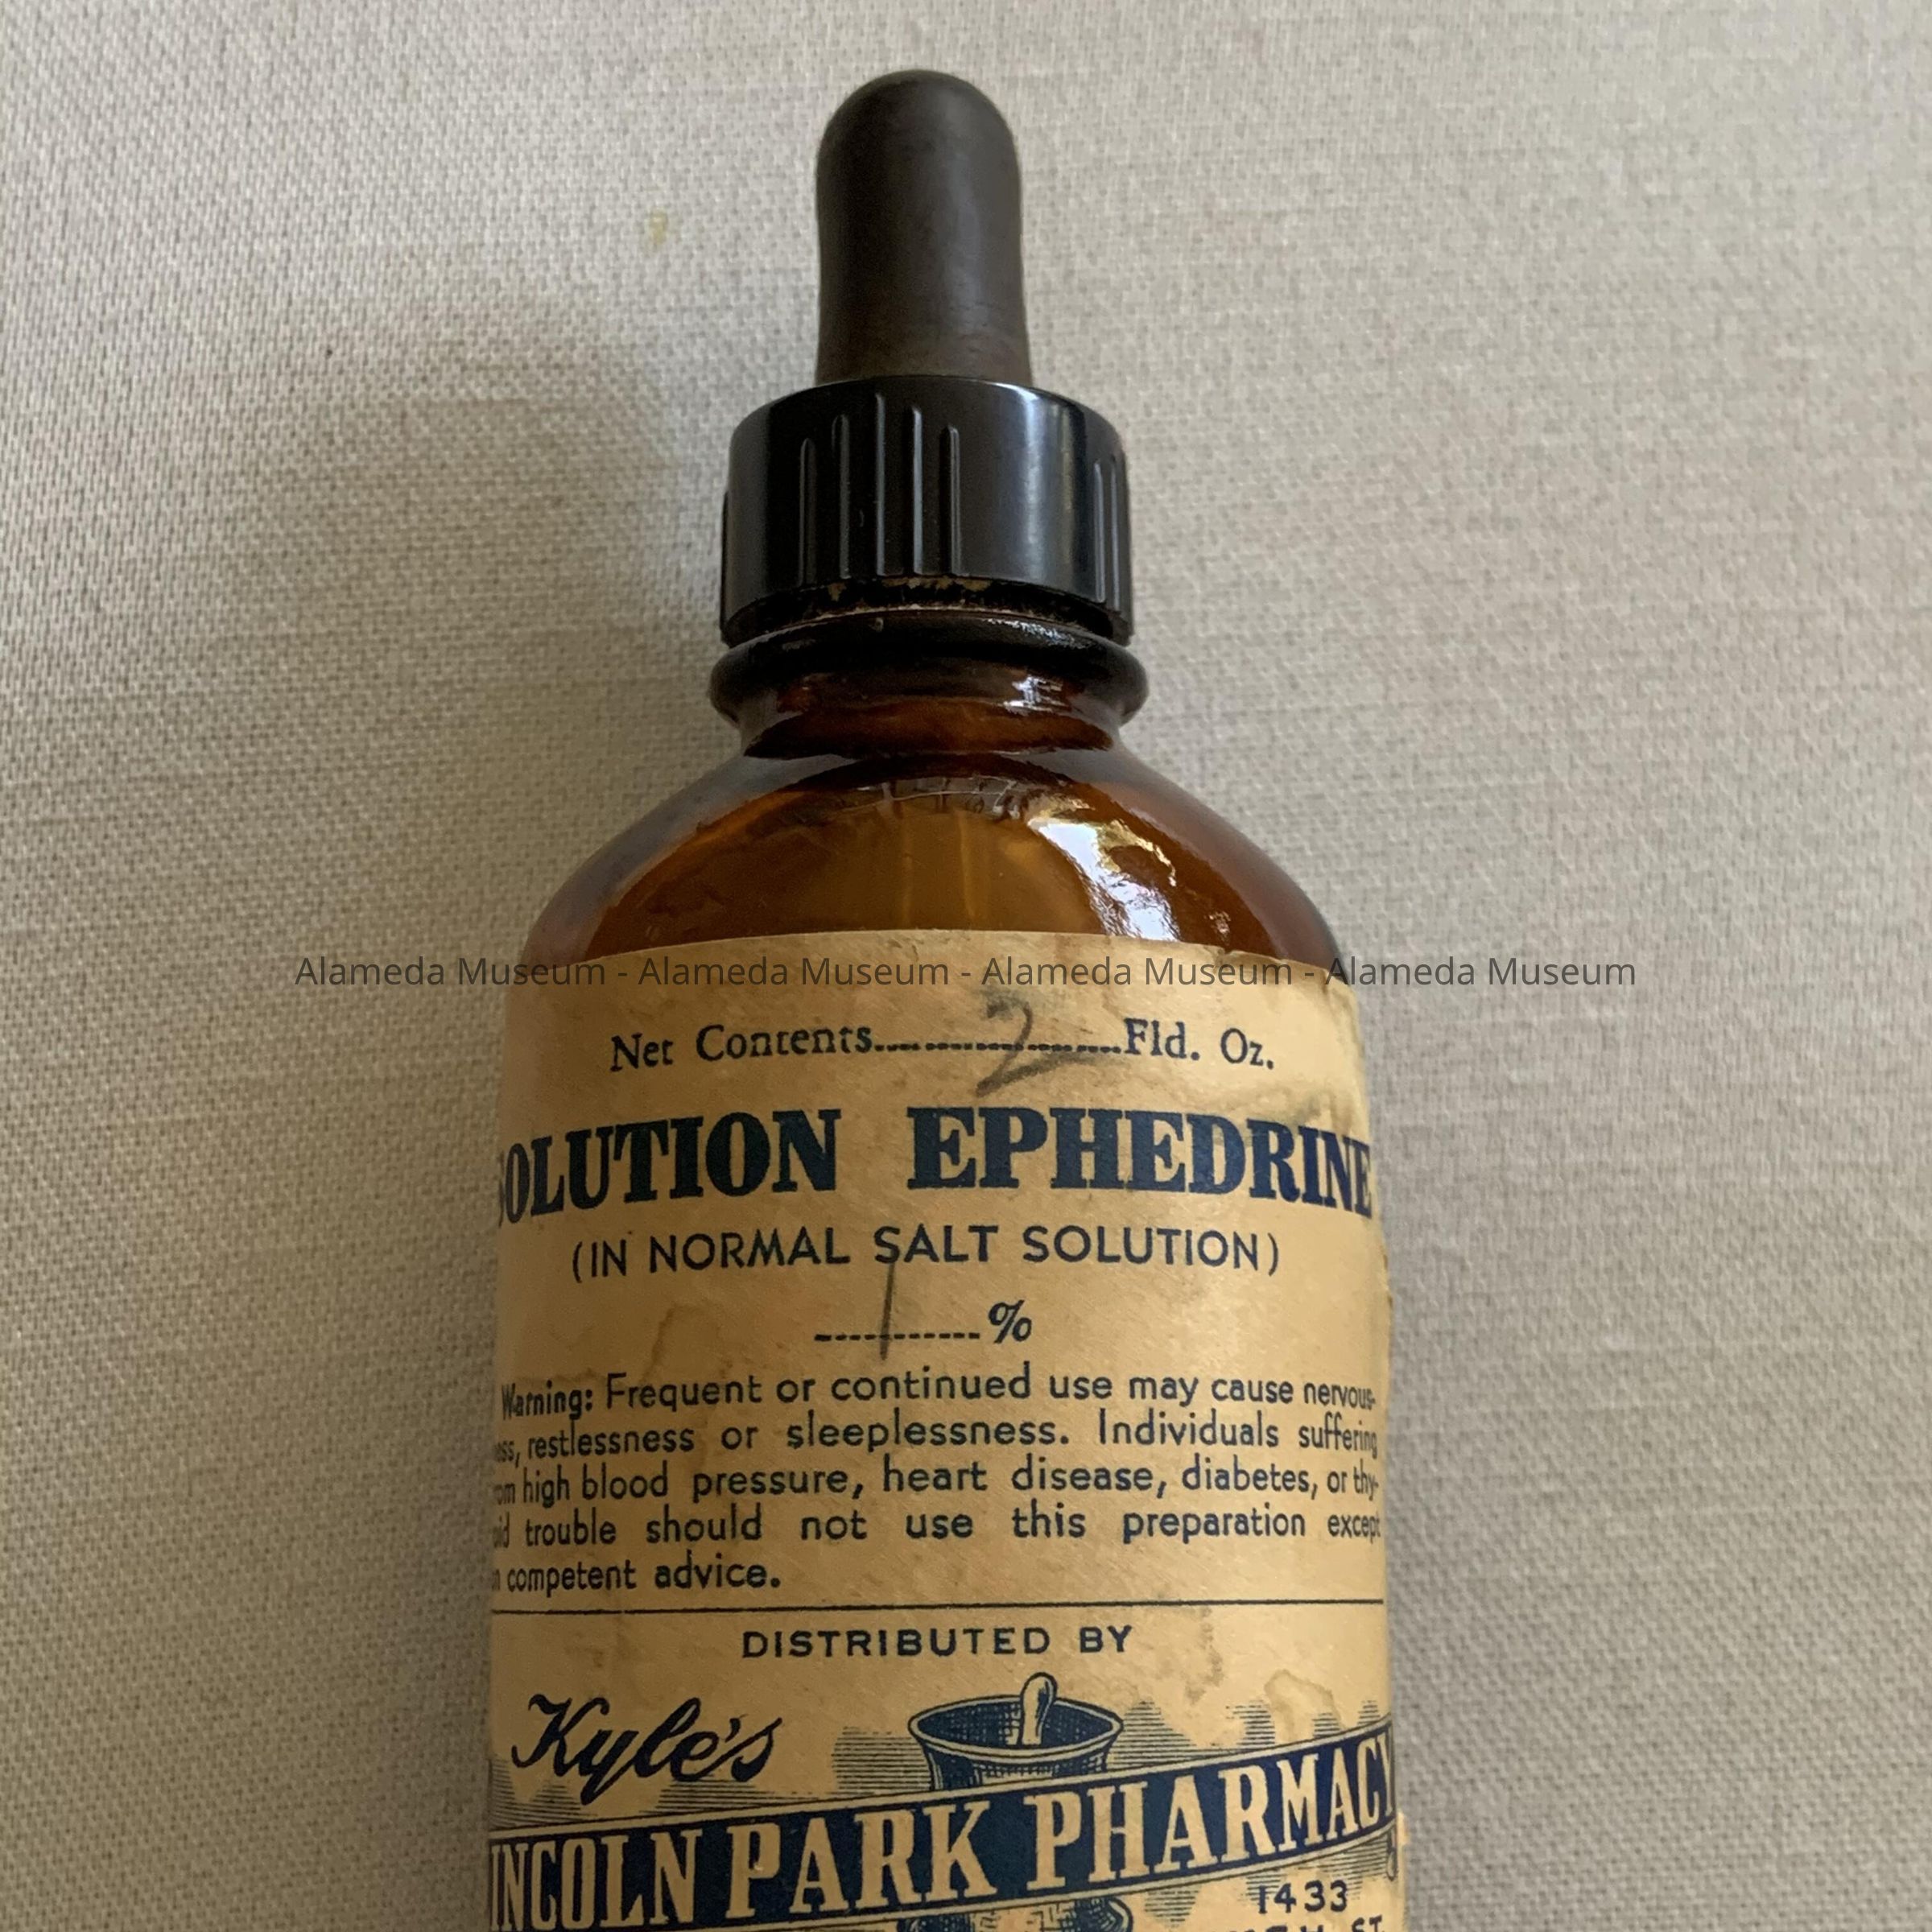 Alameda Museum - Alameda Museum - Alameda Museum - Alameda Museum
Net Contents..........2..........Fld. Oz.
SOLUTION EPHEDRINE
(IN NORMAL SALT SOLUTION)
1 %
Warning: Frequent or continued use may cause nervous-
ness, restlessness or sleeplessness. Individuals suffering
from high blood pressure, heart disease, diabetes, or thy-
roid trouble should not use this preparation except
on competent advice.
DISTRIBUTED BY
Kyle's
LINCOLN PARK PHARMACY
1433
ST.